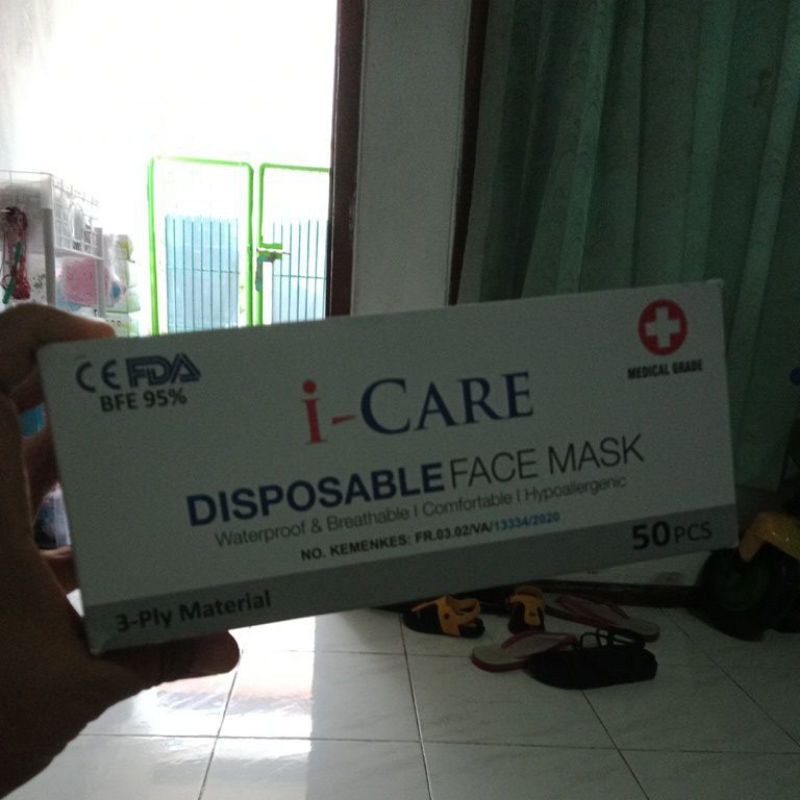 CE FDA
BFE 95%
MEDICAL GRADE
i-CARE
DISPOSABLE FACE MASK
Waterproof & Breathable | Comfortable | Hypoallergenic
NO. KEMENKES: FR.03.02/VA/13334/2020
50 PCS
3-Ply Material